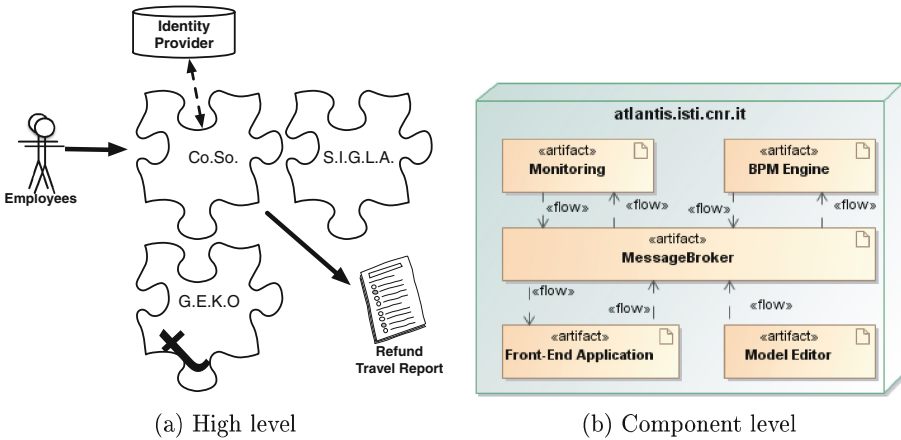 Identity
Provider
Co.So.
S.I.G.L.A.
Employees
G.E.K.O
Refund
Travel Report
(a) High level
atlantis.isti.cnr.it
«artifact»
Monitoring
«artifact»
BPM Engine
«flow»
«flow»
«flow»
«flow»
«artifact»
MessageBroker
«flow»
«flow»
«flow»
«artifact»
Front-End Application
«artifact»
Model Editor
(b) Component level